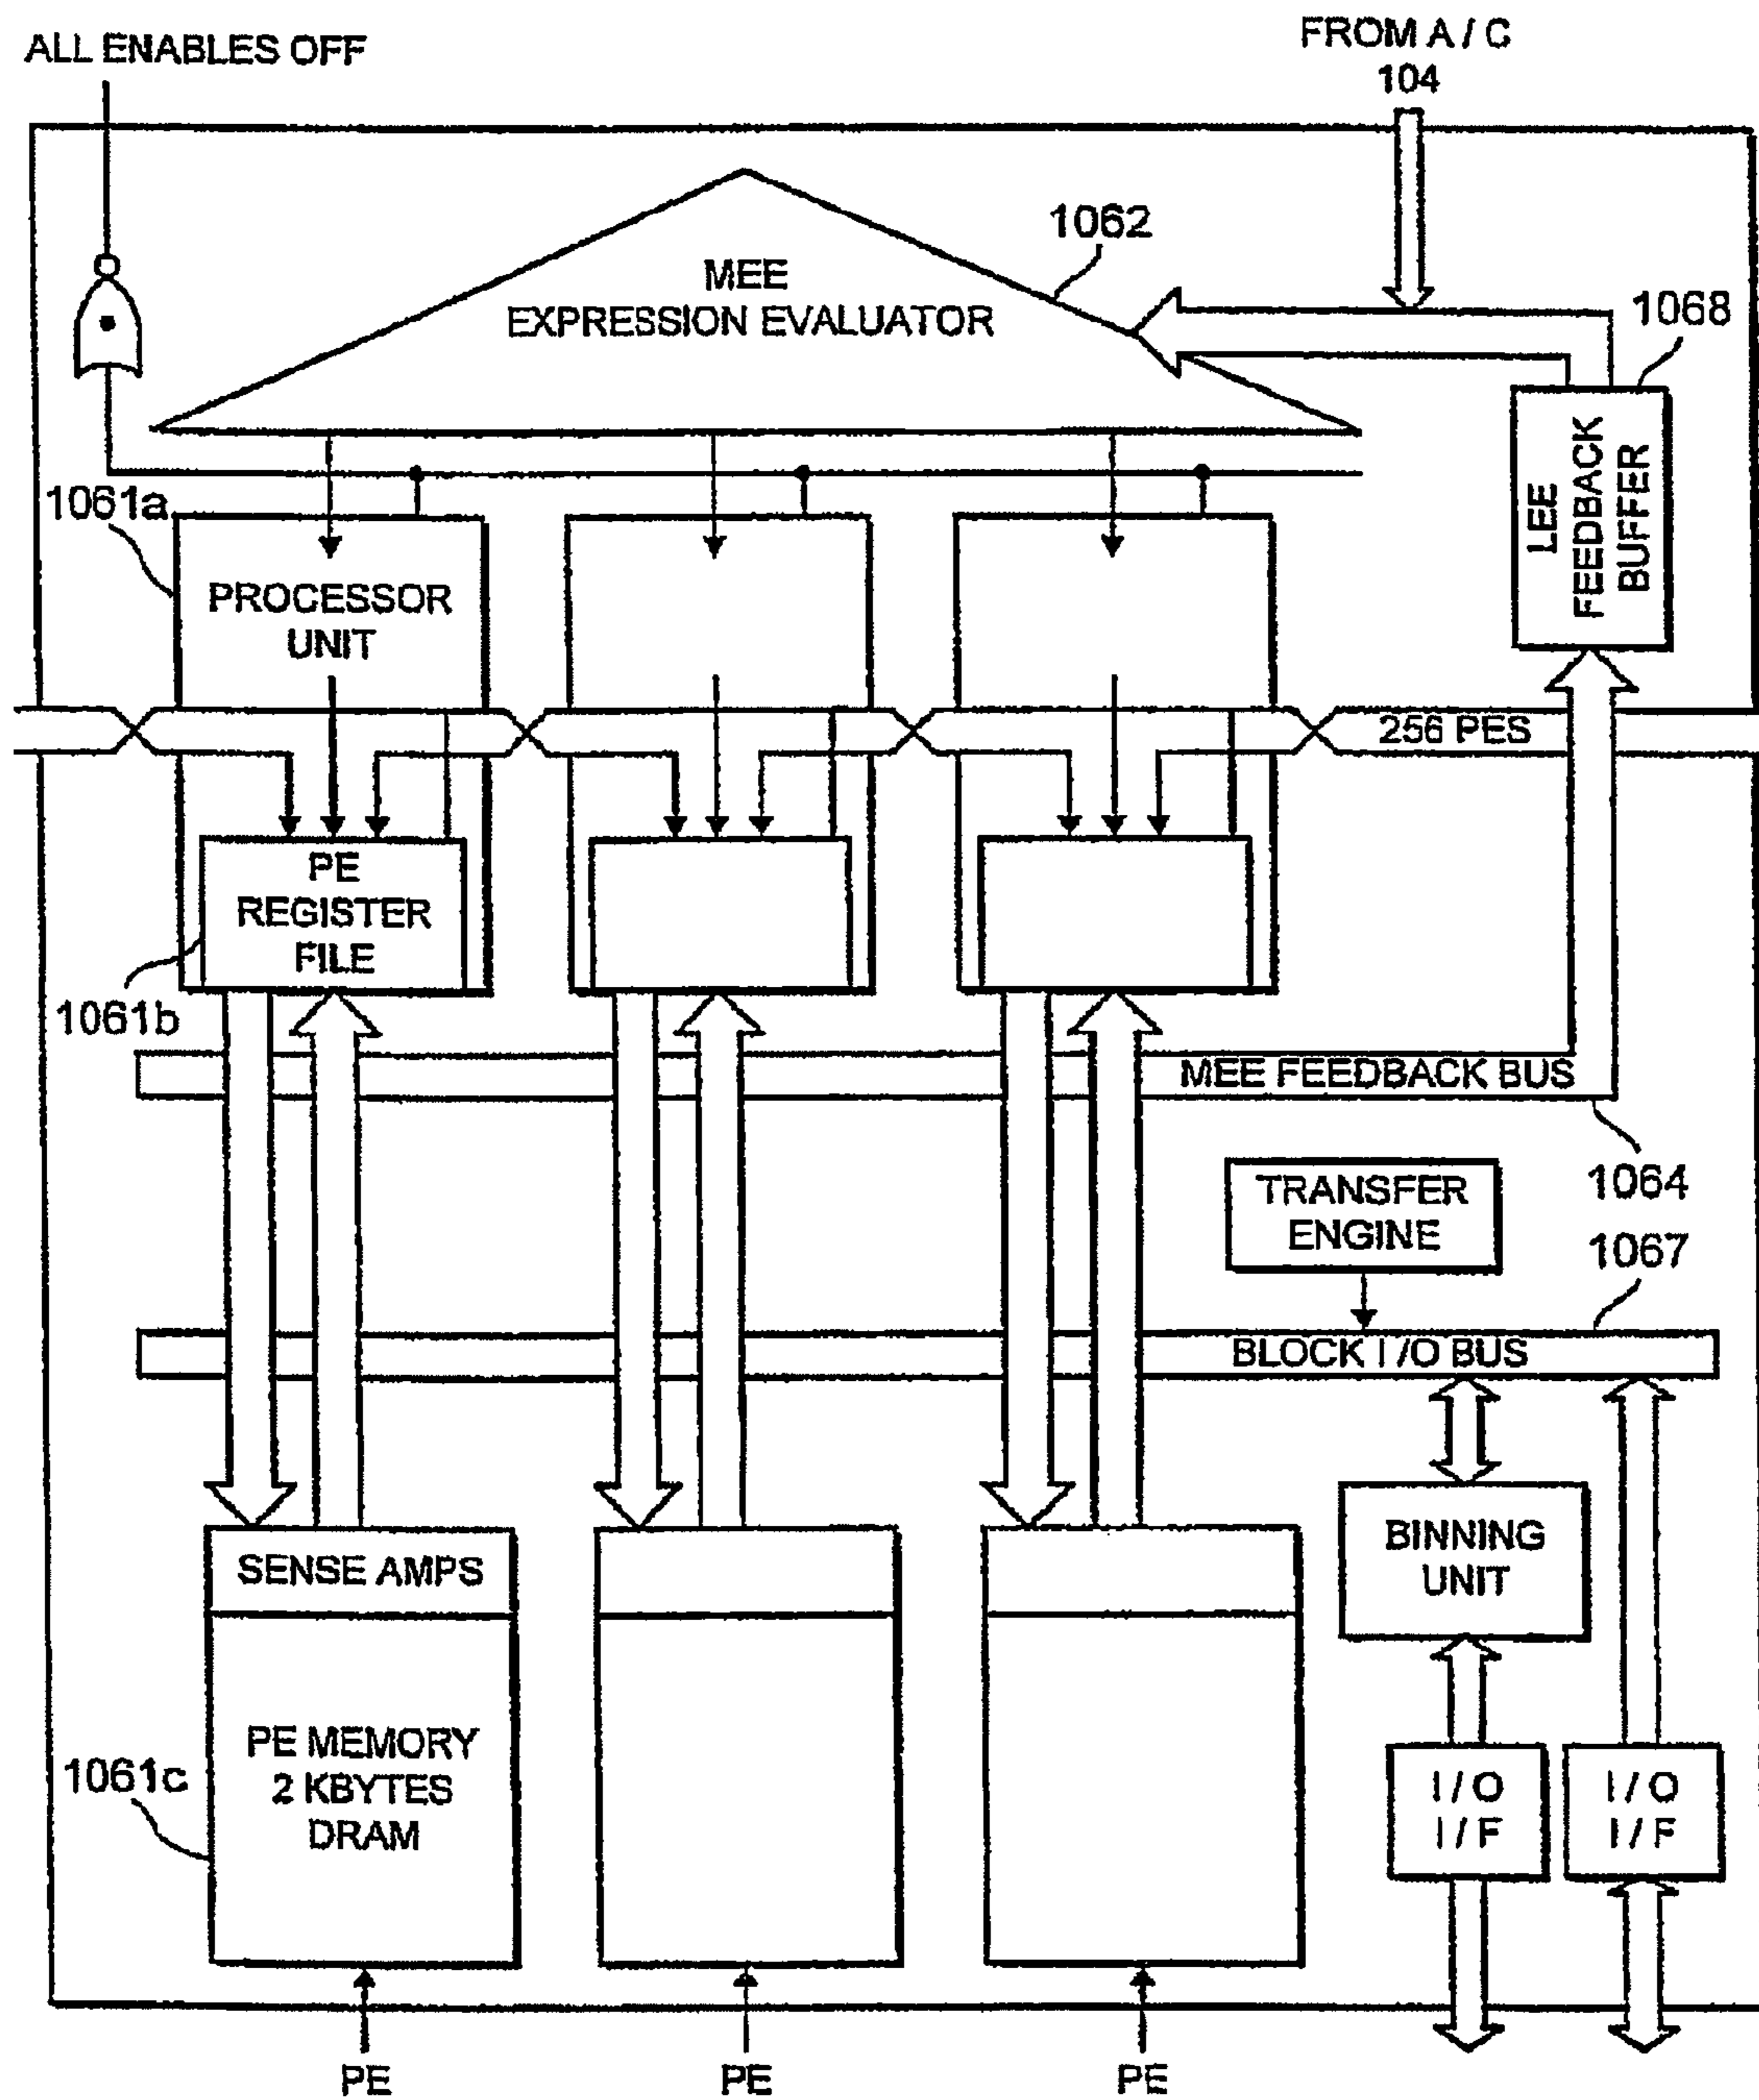 ALL ENABLES OFF
FROM A / C
104
1062
MEE
EXPRESSION EVALUATOR
1068
LEE
FEEDBACK
BUFFER
1061a
PROCESSOR
UNIT
256 PES
PE
REGISTER
FILE
1061b
MEE FEEDBACK BUS
1064
TRANSFER
ENGINE
1067
BLOCK I /O BUS
SENSE AMPS
BINNING
UNIT
PE MEMORY
2 KBYTES
DRAM
1061c
I / O
I / F
I / O
I / F
PE
PE
PE